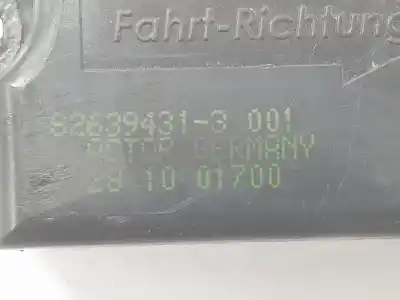 Fahrt-Richtung
82639431-3 001
GERMANY
28 10 01700